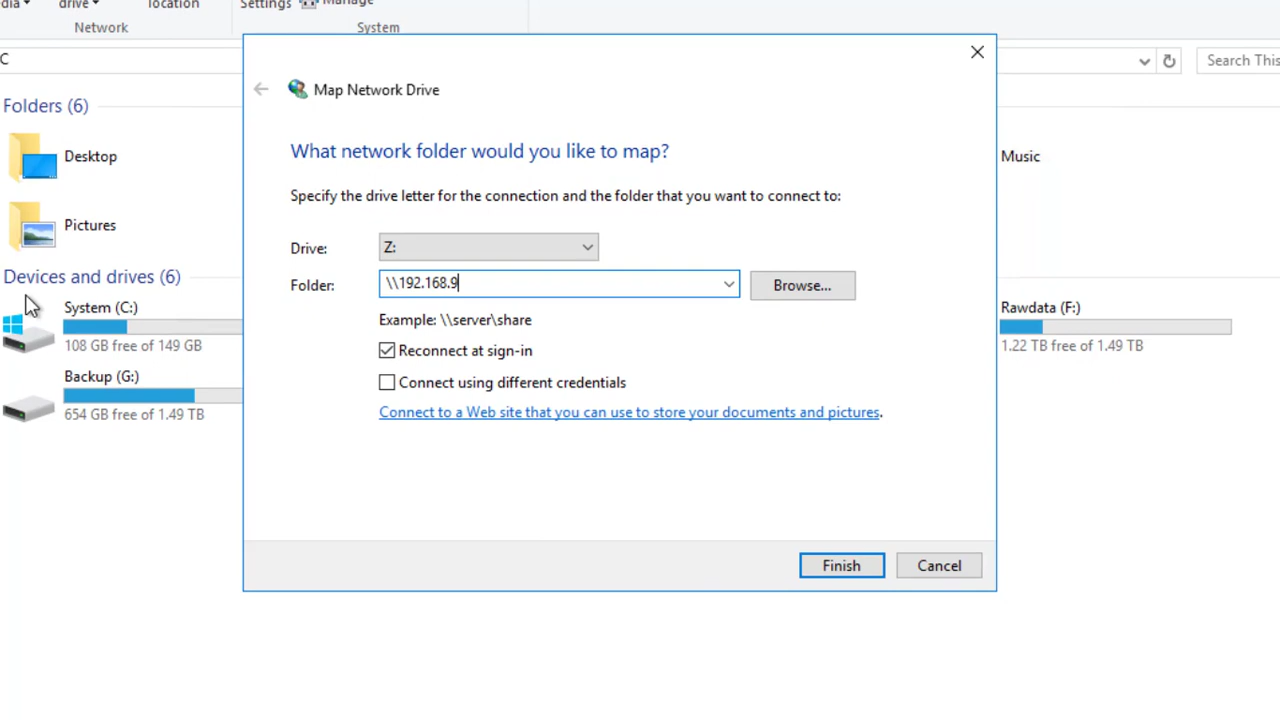 dia
drive
location
Settings
Manage
Network
System
C
Search This
Map Network Drive
Folders (6)
What network folder would you like to map?
Desktop
Music
Specify the drive letter for the connection and the folder that you want to connect to:
Pictures
Drive: Z:
Devices and drives (6)
Folder: \\192.168.9 Browse...
System (C:)
Rawdata (F:)
Example: \\server\share
108 GB free of 149 GB
1.22 TB free of 1.49 TB
Reconnect at sign-in
Backup (G:)
Connect using different credentials
654 GB free of 1.49 TB
Connect to a Web site that you can use to store your documents and pictures.
Finish Cancel